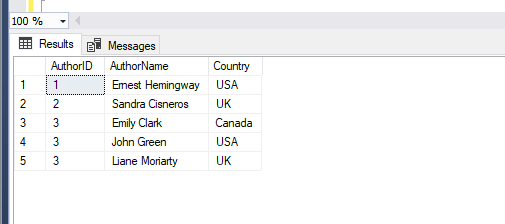 100 %
Results Messages
AuthorID AuthorName Country
1 1 Ernest Hemingway USA
2 2 Sandra Cisneros UK
3 3 Emily Clark Canada
4 3 John Green USA
5 3 Liane Moriarty UK